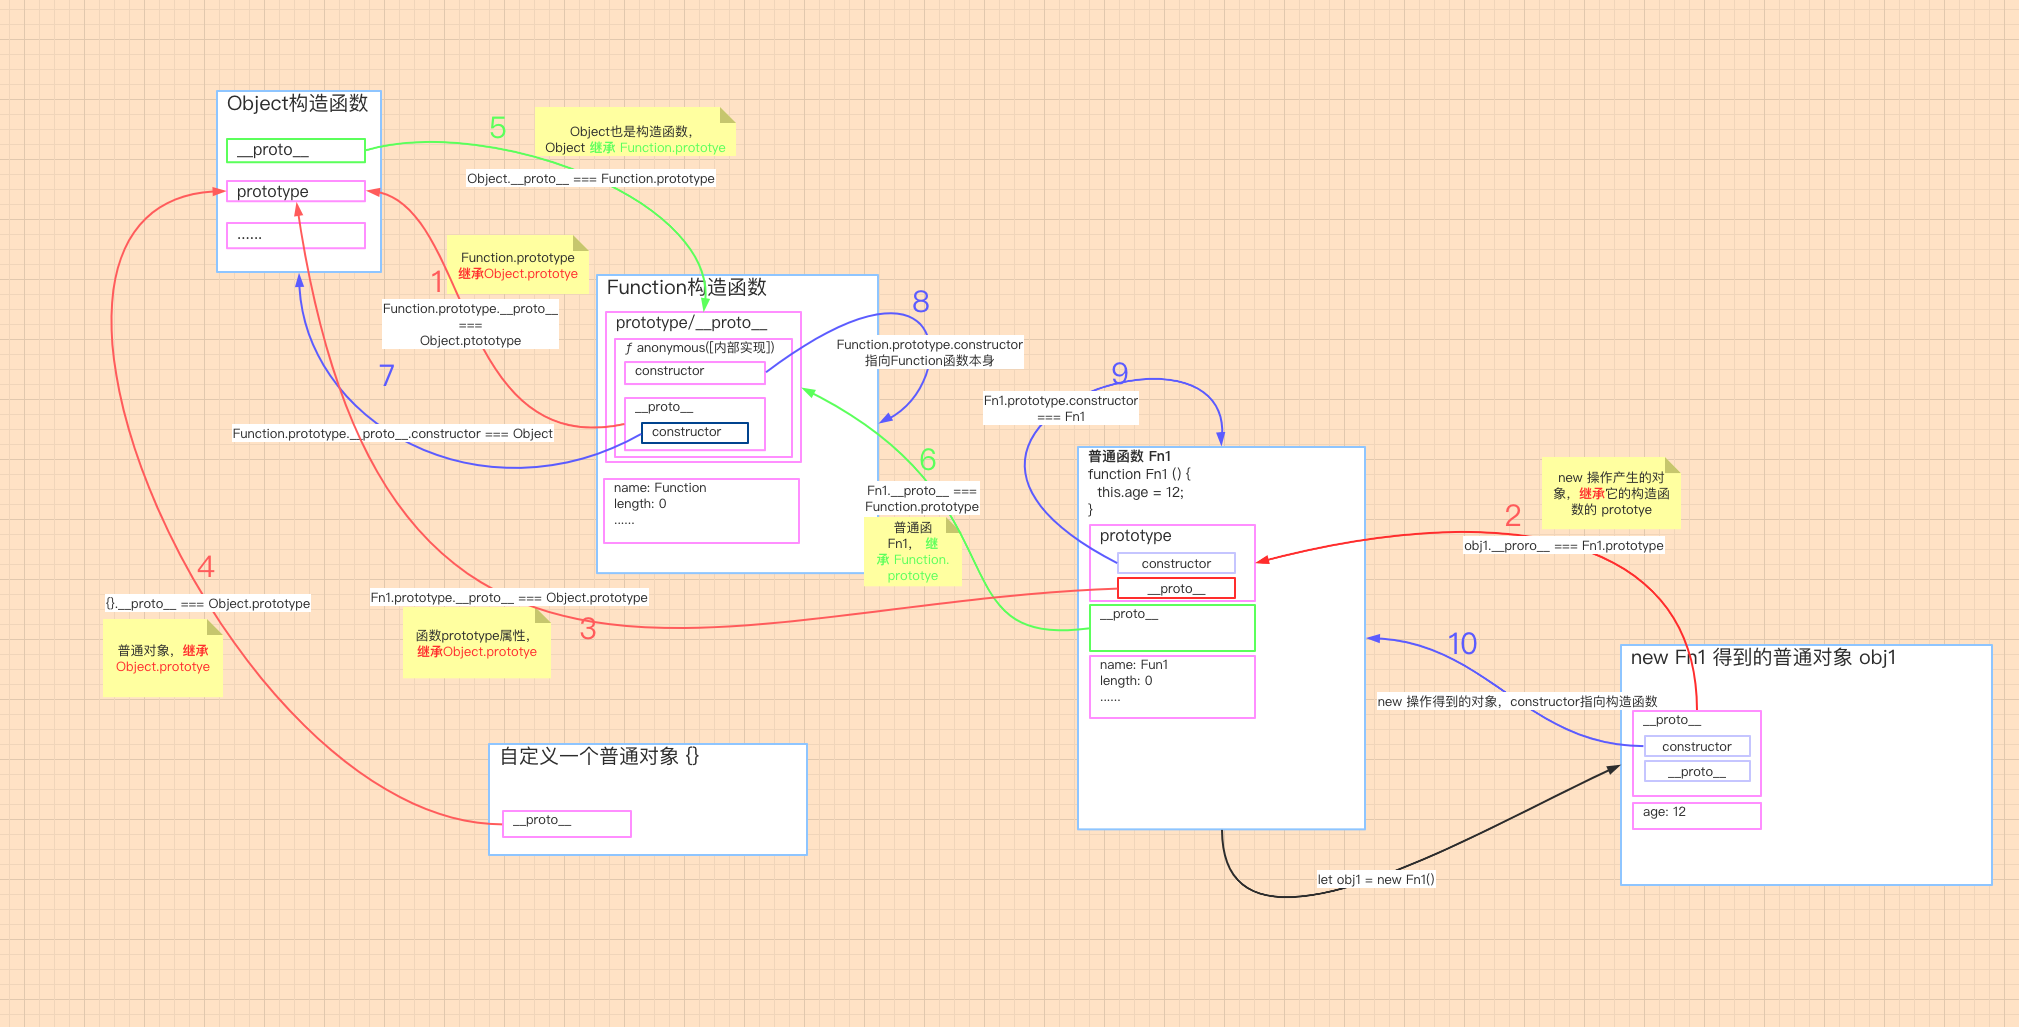 Object构造函数
__proto__
prototype
......
5
Object也是构造函数，
Object 继承 Function.prototye
Object.__proto__ === Function.prototype
1
Function.prototype
继承Object.prototye
Function.prototype.__proto__
===
Object.ptototype
7
Function.prototype.__proto__.constructor === Object
Function构造函数
prototype/__proto__
ƒ anonymous([内部实现])
constructor
__proto__
constructor
name: Function
length: 0
......
8
Function.prototype.constructor
指向Function函数本身
9
Fn1.prototype.constructor
=== Fn1
6
Fn1.__proto__ ===
Function.prototype
普通函
Fn1， 继
承 Function.
prototye
普通函数 Fn1
function Fn1 () {
this.age = 12;
}
prototype
constructor
__proto__
__proto__
name: Fun1
length: 0
......
new 操作产生的对
象，继承它的构造函
数的 prototye
2
obj1.__proro__ === Fn1.prototype
4
{}.__proto__ === Object.prototype
普通对象，继承
Object.prototye
Fn1.prototype.__proto__ === Object.prototype
3
函数prototype属性，
继承Object.prototye
10
new 操作得到的对象，constructor指向构造函数
new Fn1 得到的普通对象 obj1
__proto__
constructor
__proto__
age: 12
自定义一个普通对象 {}
__proto__
let obj1 = new Fn1()